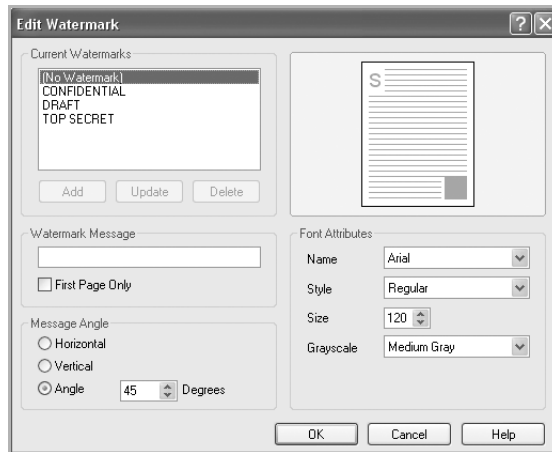 Edit Watermark
Current Watermarks
(No Watermark)
CONFIDENTIAL
DRAFT
TOP SECRET
Add Update Delete
S
Watermark Message
First Page Only
Message Angle
Horizontal
Vertical
Angle 45 Degrees
Font Attributes
Name Arial
Style Regular
Size 120
Grayscale Medium Gray
OK Cancel Help